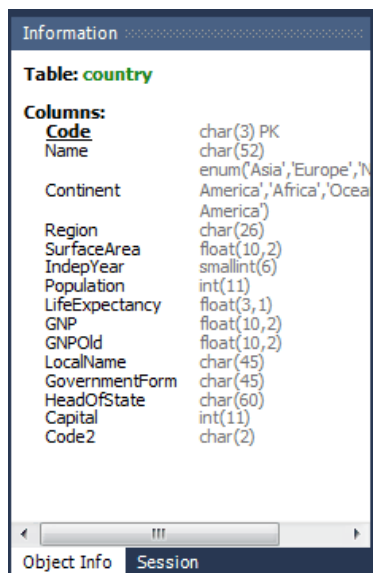 Information
Table: country
Columns:
Code char(3) PK
Name char(52)
enum('Asia','Europe','N
Continent America','Africa','Ocea
America')
Region char(26)
SurfaceArea float(10,2)
IndepYear smallint(6)
Population int(11)
LifeExpectancy float(3,1)
GNP float(10,2)
GNPOld float(10,2)
LocalName char(45)
GovernmentForm char(45)
HeadOfState char(60)
Capital int(11)
Code2 char(2)
Object Info Session